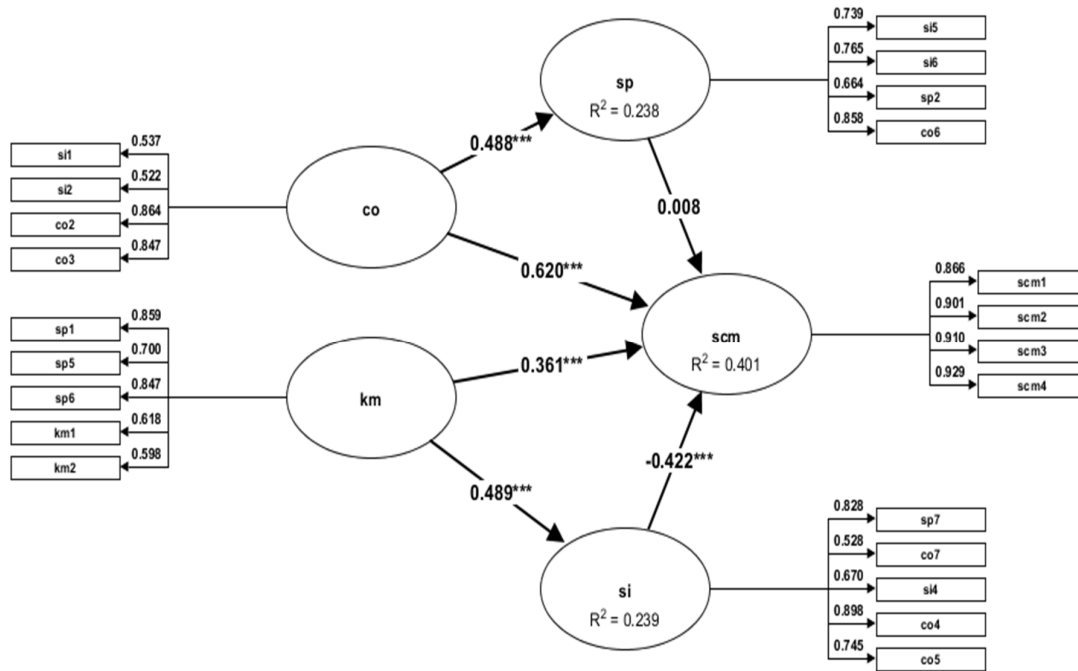 0.739
si5
0.765
si6
0.664
sp2
0.858
co6
sp
R² = 0.238
0.488***
0.537
si1
0.522
si2
0.864
co2
0.847
co3
co
0.008
0.620***
0.866
scm1
0.901
scm2
0.910
scm3
0.929
scm4
scm
R² = 0.401
0.859
sp1
0.700
sp5
0.847
sp6
0.618
km1
0.598
km2
km
0.361***
-0.422***
0.489***
0.828
sp7
0.528
co7
0.670
si4
0.898
co4
0.745
co5
si
R² = 0.239